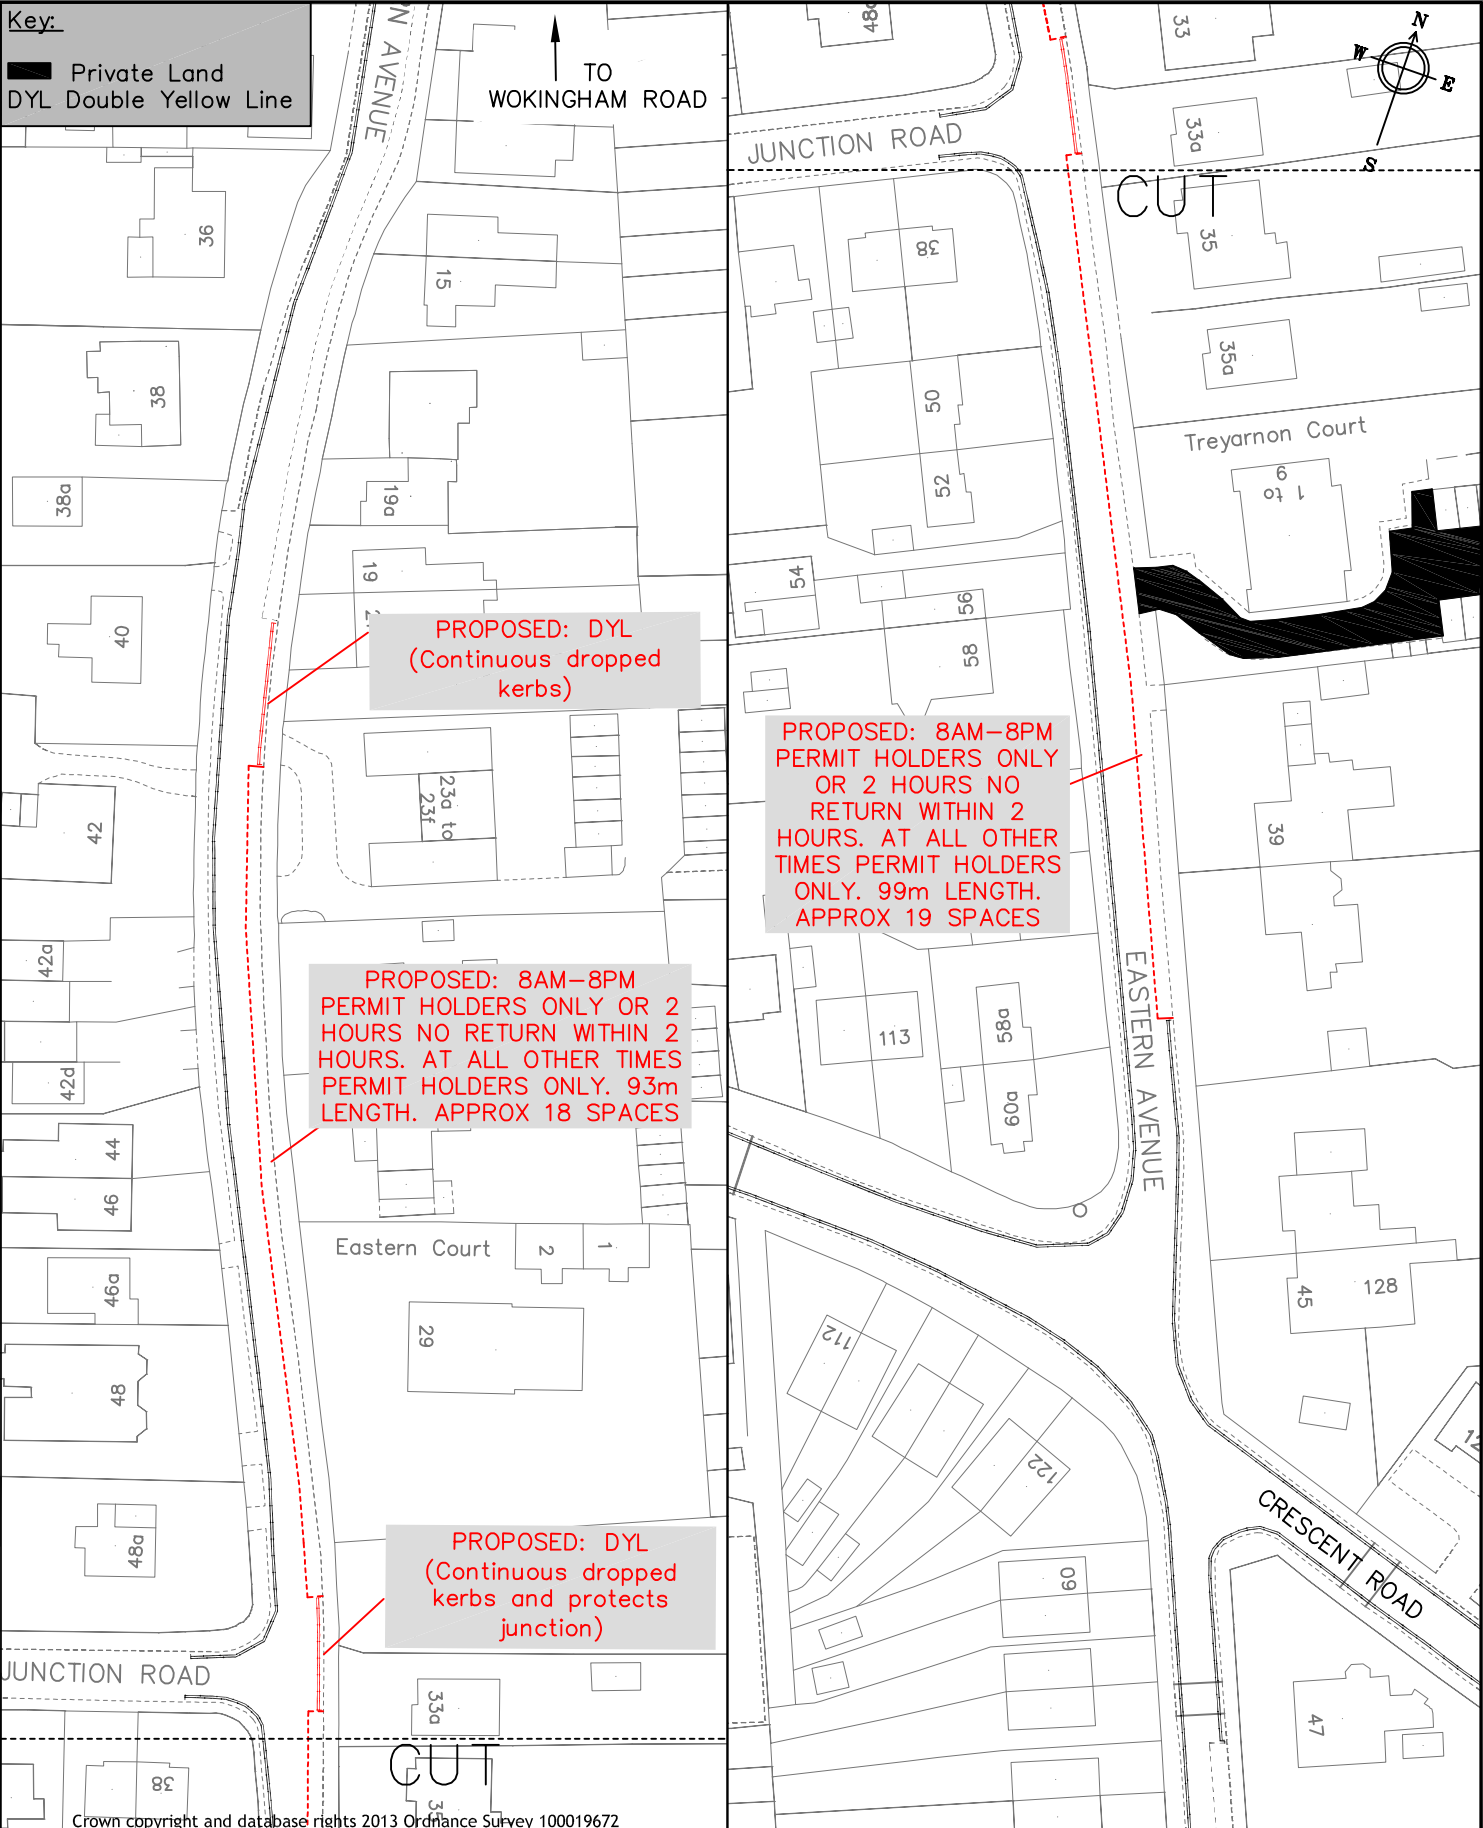 Key:
Private Land
DYL Double Yellow Line
N AVENUE
TO
WOKINGHAM ROAD
36
15
38
38a
19a
19
40
PROPOSED: DYL
(Continuous dropped
kerbs)
23a to
23f
42
42a
PROPOSED: 8AM-8PM
PERMIT HOLDERS ONLY OR 2
HOURS NO RETURN WITHIN 2
HOURS. AT ALL OTHER TIMES
PERMIT HOLDERS ONLY. 93m
LENGTH. APPROX 18 SPACES
42d
44
46
Eastern Court
2
1
46a
29
48
48a
PROPOSED: DYL
(Continuous dropped
kerbs and protects
junction)
JUNCTION ROAD
33a
CUT
38
35
Crown copyright and database rights 2013 Ordnance Survey 100019672
48a
33
N
W
E
S
JUNCTION ROAD
33a
CUT
38
35
35a
50
Treyarnon Court
52
1 to
9
54
56
58
PROPOSED: 8AM-8PM
PERMIT HOLDERS ONLY
OR 2 HOURS NO
RETURN WITHIN 2
HOURS. AT ALL OTHER
TIMES PERMIT HOLDERS
ONLY. 99m LENGTH.
APPROX 19 SPACES
39
EASTERN AVENUE
113
58a
60a
45
128
112
122
CRESCENT ROAD
60
47